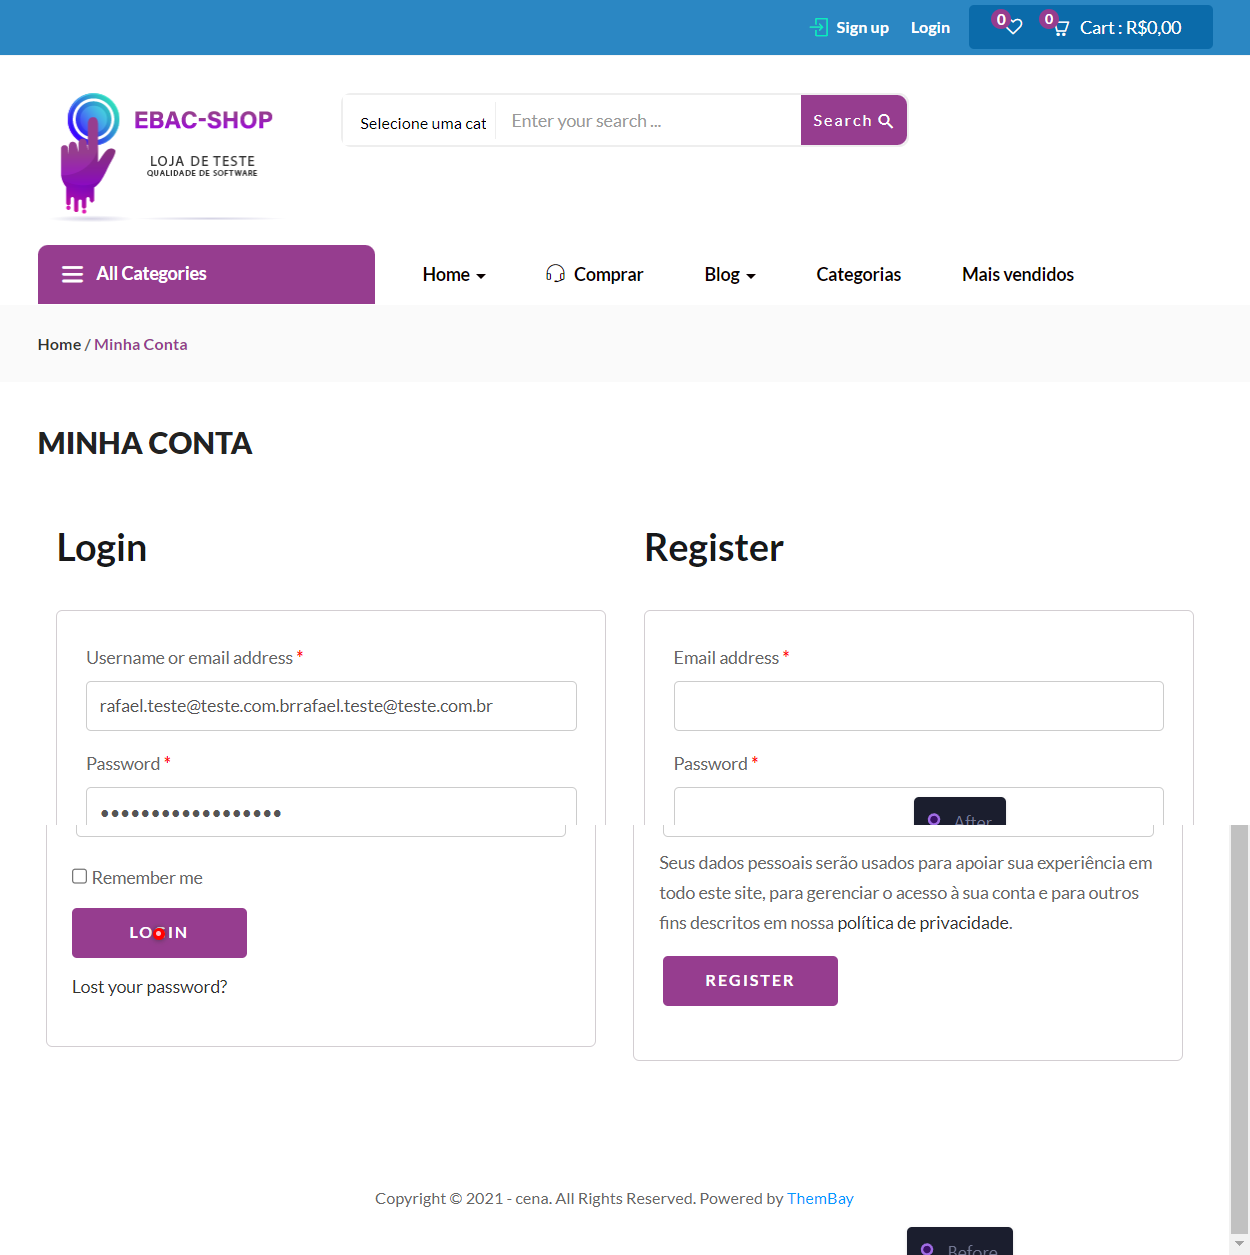 Sign up Login 0 0 Cart : R$0,00
EBAC-SHOP
LOJA DE TESTE
QUALIDADE DE SOFTWARE
Selecione uma cat Enter your search ... Search
All Categories Home Comprar Blog Categorias Mais vendidos
Home / Minha Conta
MINHA CONTA
Login
Username or email address *
rafael.teste@teste.com.brrafael.teste@teste.com.br
Password *
Remember me
LOGIN
Lost your password?
Register
Email address *
Password *
After
Seus dados pessoais serão usados para apoiar sua experiência em
todo este site, para gerenciar o acesso à sua conta e para outros
fins descritos em nossa política de privacidade.
REGISTER
Copyright © 2021 - cena. All Rights Reserved. Powered by ThemBay
Before